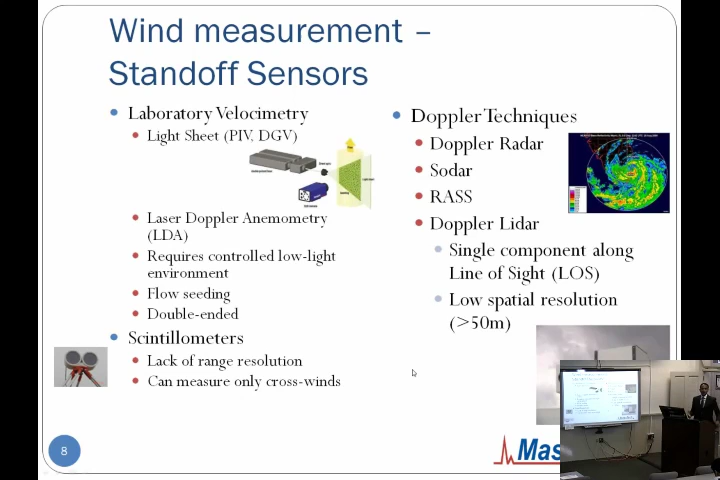 Wind measurement –
Standoff Sensors
Laboratory Velocimetry
Light Sheet (PIV, DGV)
Laser Doppler Anemometry
(LDA)
Requires controlled low-light
environment
Flow seeding
Double-ended
Scintillometers
Lack of range resolution
Can measure only cross-winds
Doppler Techniques
Doppler Radar
Sodar
RASS
Doppler Lidar
Single component along
Line of Sight (LOS)
Low spatial resolution
(>50m)
8
Mas